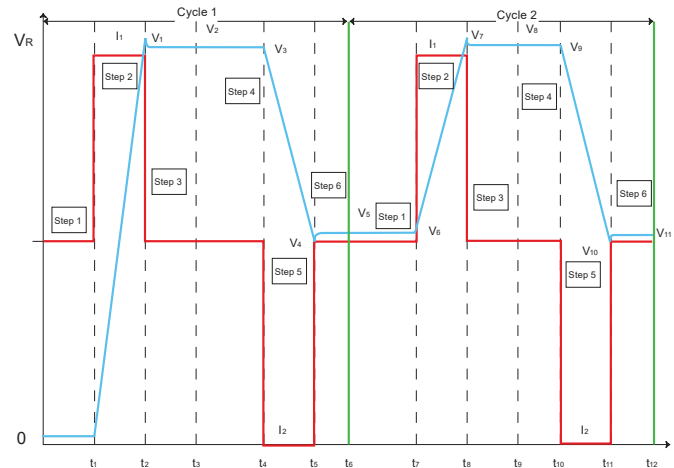 Cycle 1
Cycle 2
VR
I1
V1
V2
V3
I1
V7
V8
V9
Step 2
Step 4
Step 2
Step 4
Step 3
Step 6
Step 3
Step 6
Step 1
V5
Step 1
V4
V6
V10
V11
Step 5
Step 5
I2
I2
0
t1
t2
t3
t4
t5
t6
t7
t8
t9
t10
t11
t12